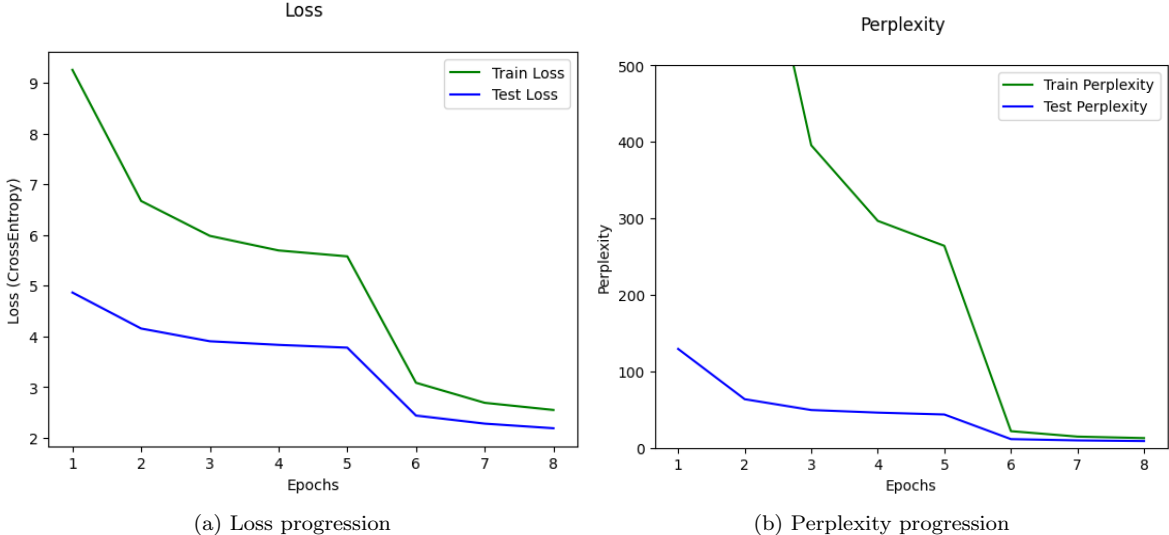 Loss
9
8
7
6
5
4
3
2
Loss (CrossEntropy)
Train Loss
Test Loss
1 2 3 4 5 6 7 8
Epochs
(a) Loss progression
Perplexity
500
400
300
200
100
0
Perplexity
Train Perplexity
Test Perplexity
1 2 3 4 5 6 7 8
Epochs
(b) Perplexity progression